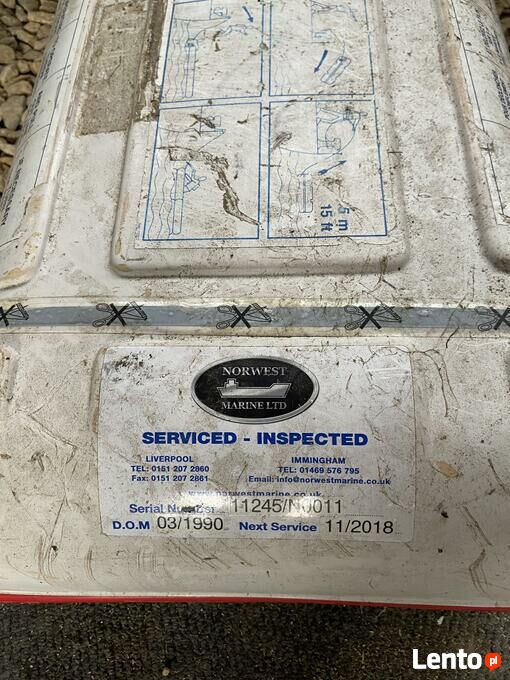 5 m
15 ft
NORWEST
MARINE LTD
SERVICED - INSPECTED
LIVERPOOL
TEL: 0151 207 2860
Fax: 0151 207 2861
IMMINGHAM
TEL: 01469 576 795
Email: info@norwestmarine.co.uk
www.norwestmarine.co.uk
Serial Number 11245/N0011
D.O.M 03/1990 Next Service 11/2018
Lento.pl